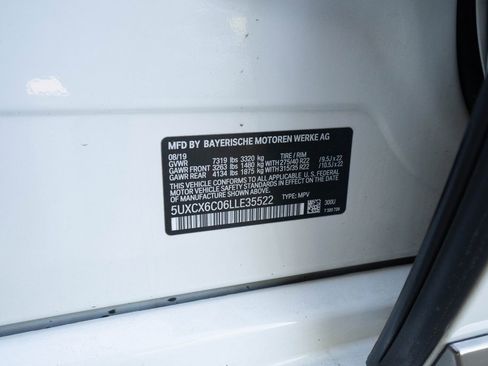 MFD BY BAYERISCHE MOTOREN WERKE AG
08/19
GVWR 7319 lbs 3320 kg TIRE / RIM
GAWR FRONT 3263 lbs 1480 kg WITH 275/40 R22 /9.5J x 22
GAWR REAR 4134 lbs 1875 kg WITH 315/35 R22 /10.5J x 22
THIS VEHICLE CONFORMS TO ALL APPLICABLE U. S. FEDERAL
MOTOR VEHICLE SAFETY STANDARDS IN EFFECT ON THE
DATE OF MANUFACTURE SHOWN ABOVE.
5UXCX6C06LLE35522 TYPE: MPV
300U